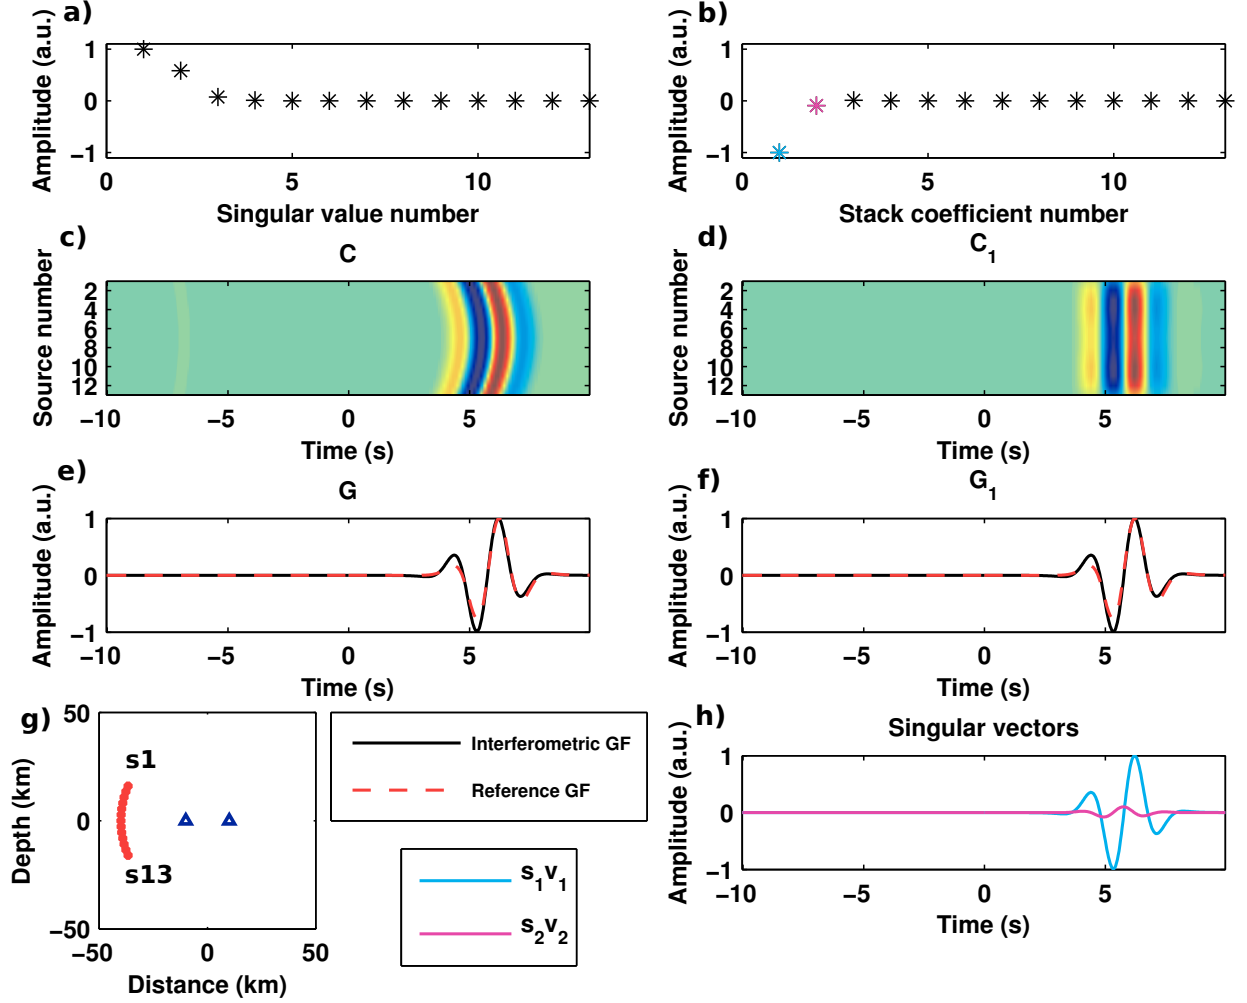 a)
Amplitude (a.u.)
1
0
−1
0
5
10
Singular value number
b)
Amplitude (a.u.)
1
0
−1
0
5
10
Stack coefficient number
c)
C
Source number
2
4
6
8
10
12
−10
−5
0
5
Time (s)
d)
C1
Source number
2
4
6
8
10
12
−10
−5
0
5
Time (s)
e)
G
Amplitude (a.u.)
1
0
−1
−10
−5
0
5
Time (s)
f)
G1
Amplitude (a.u.)
1
0
−1
−10
−5
0
5
Time (s)
g)
Depth (km)
50
0
−50
s1
s13
−50
0
50
Distance (km)
Interferometric GF
Reference GF
s1v1
s2v2
h)
Singular vectors
Amplitude (a.u.)
1
0
−1
−10
−5
0
5
Time (s)